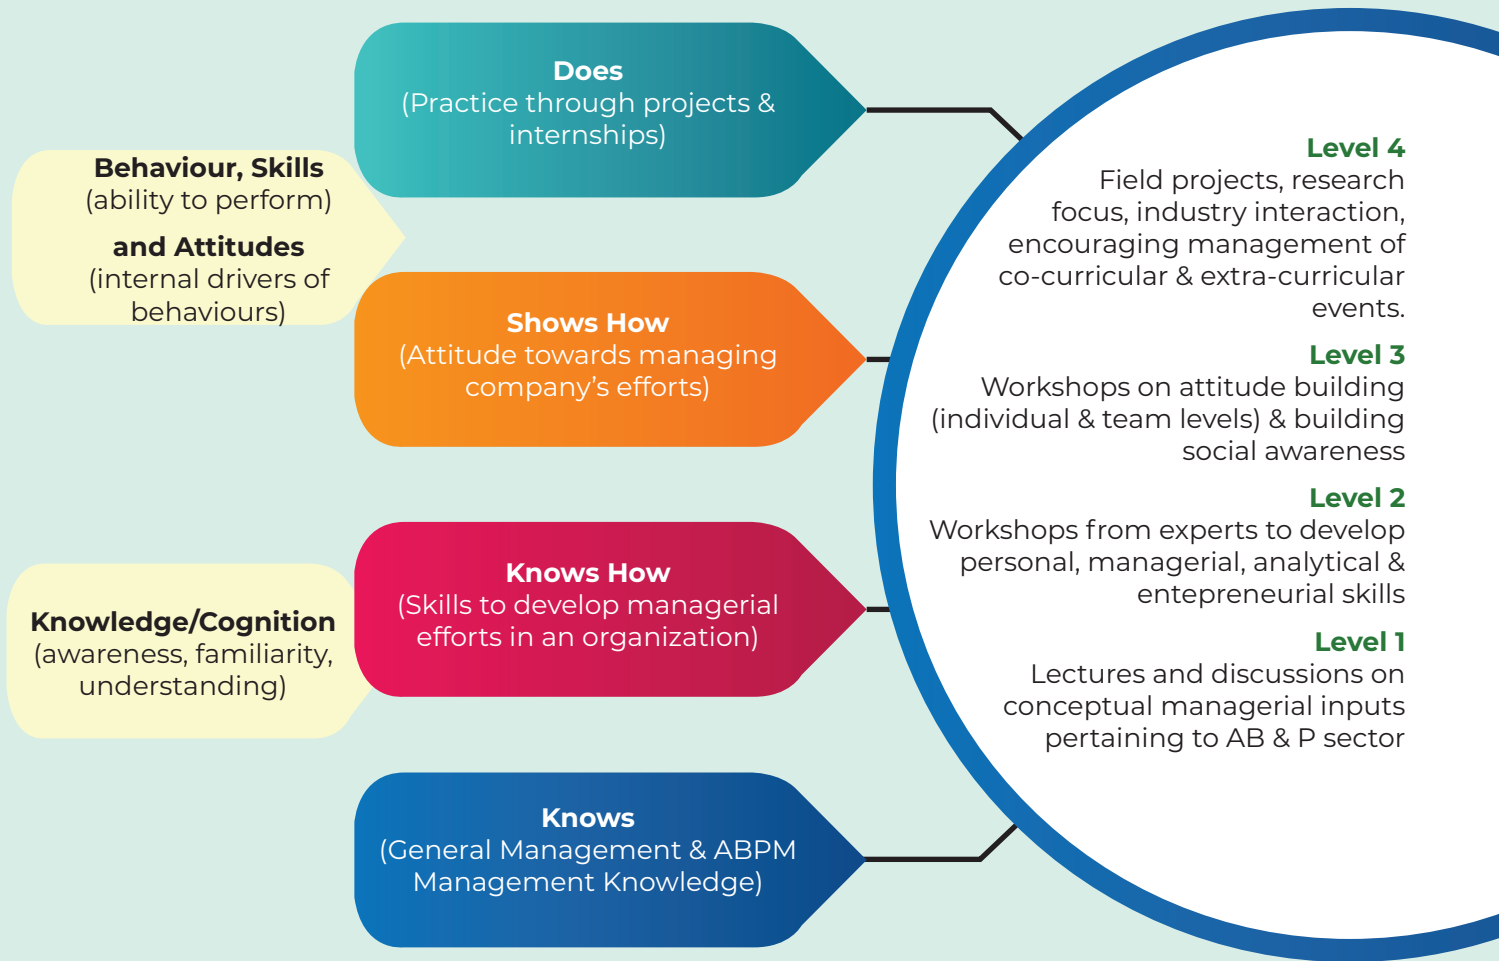 Behaviour, Skills
(ability to perform)
and Attitudes
(internal drivers of
behaviours)
Knowledge/Cognition
(awareness, familiarity,
understanding)
Does
(Practice through projects &
internships)
Shows How
(Attitude towards managing
company’s efforts)
Knows How
(Skills to develop managerial
efforts in an organization)
Knows
(General Management & ABPM
Management Knowledge)
Level 4
Field projects, research
focus, industry interaction,
encouraging management of
co-curricular & extra-curricular
events.
Level 3
Workshops on attitude building
(individual & team levels) & building
social awareness
Level 2
Workshops from experts to develop
personal, managerial, analytical &
entepreneurial skills
Level 1
Lectures and discussions on
conceptual managerial inputs
pertaining to AB & P sector